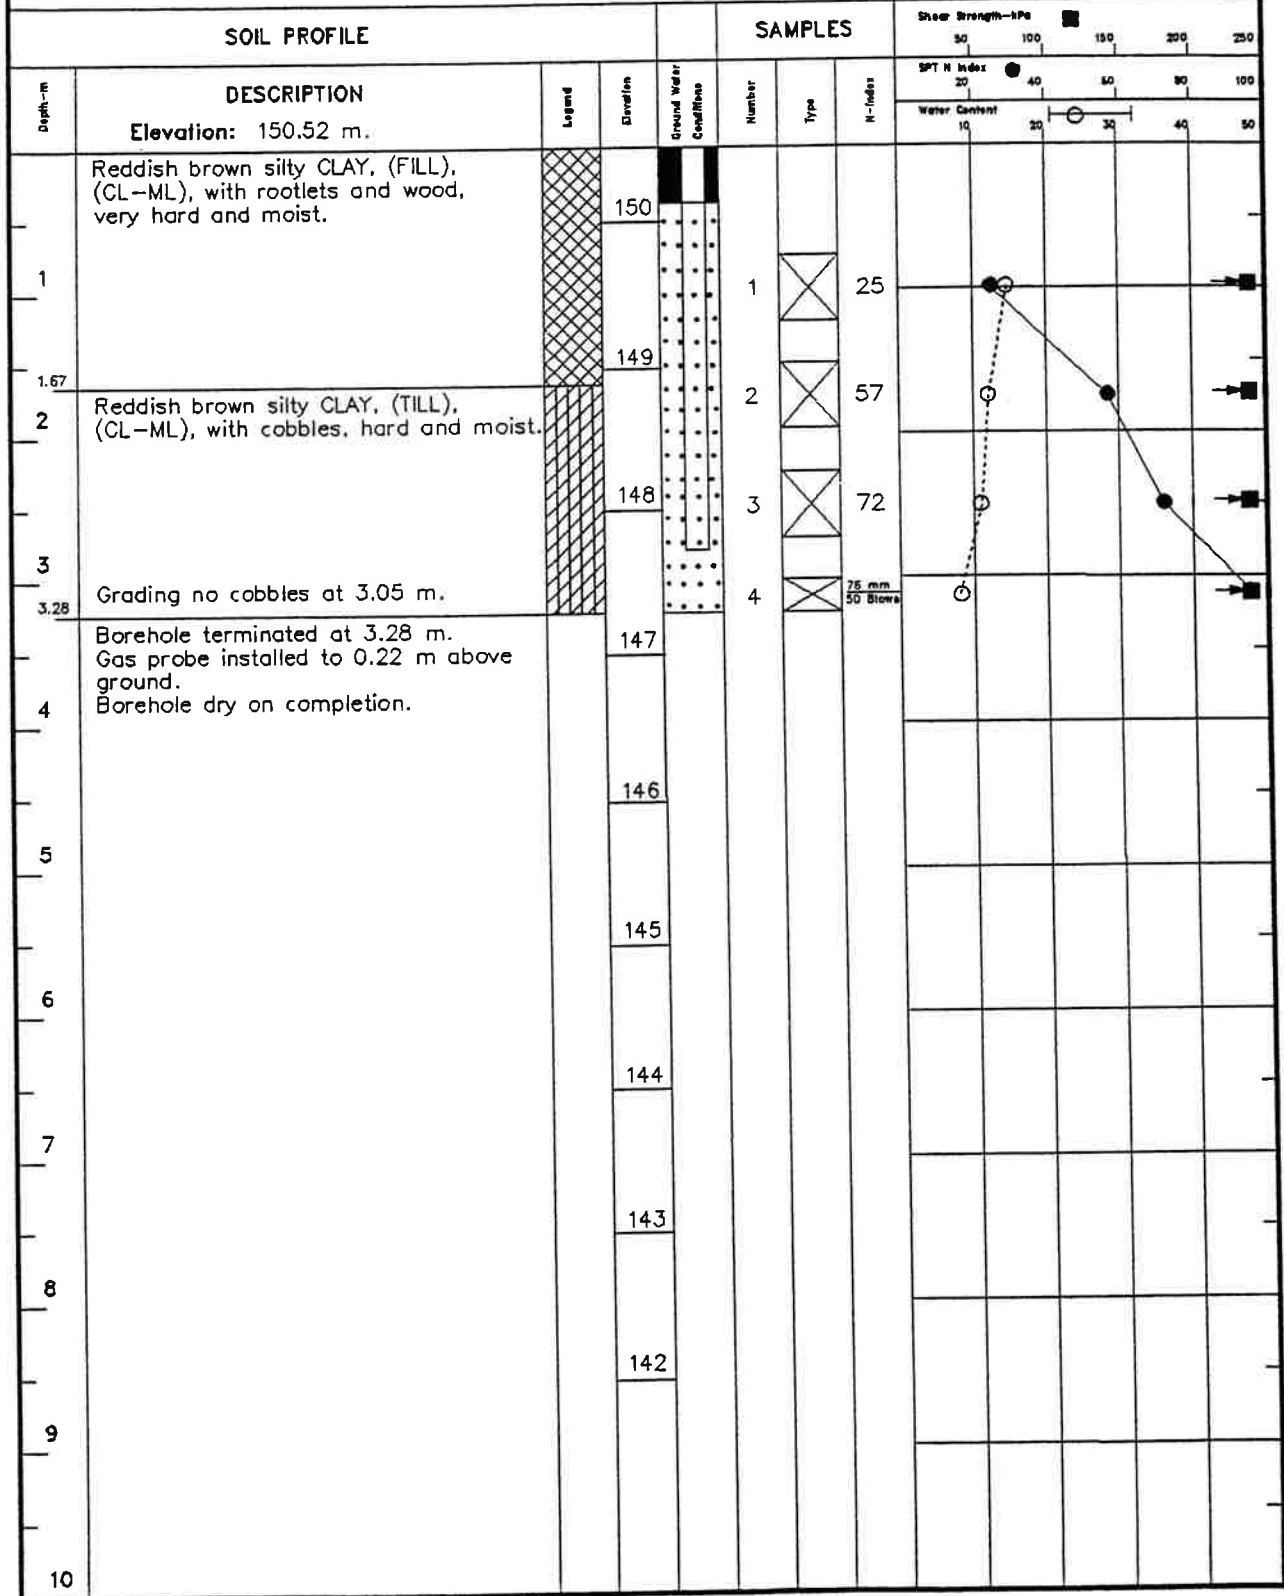 SOIL PROFILE
SAMPLES
Shear Strength-kPa
50 100 150 200 250
Depth-m
DESCRIPTION
Elevation: 150.52 m.
Legend
Elevation
Ground Water
Conditions
Number
Type
N-Index
SPT N Index
20 40 60 80 100
Water Content
10 20 30 40 50
Reddish brown silty CLAY, (FILL),
(CL-ML), with rootlets and wood,
very hard and moist.
150
1
1
25
149
1.67
2
57
2
Reddish brown silty CLAY, (TILL),
(CL-ML), with cobbles, hard and moist.
148
3
72
3
Grading no cobbles at 3.05 m.
4
75 mm
50 Blows
3.28
Borehole terminated at 3.28 m.
147
Gas probe installed to 0.22 m above
ground.
4
Borehole dry on completion.
146
5
145
6
144
7
143
8
142
9
10